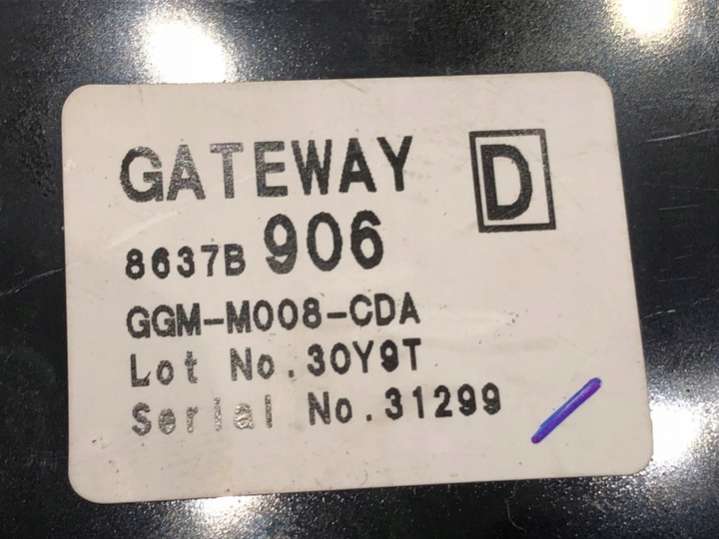 GATEWAY D
8637B 906
GGM-M008-CDA
Lot No.30Y9T
Serial No.31299